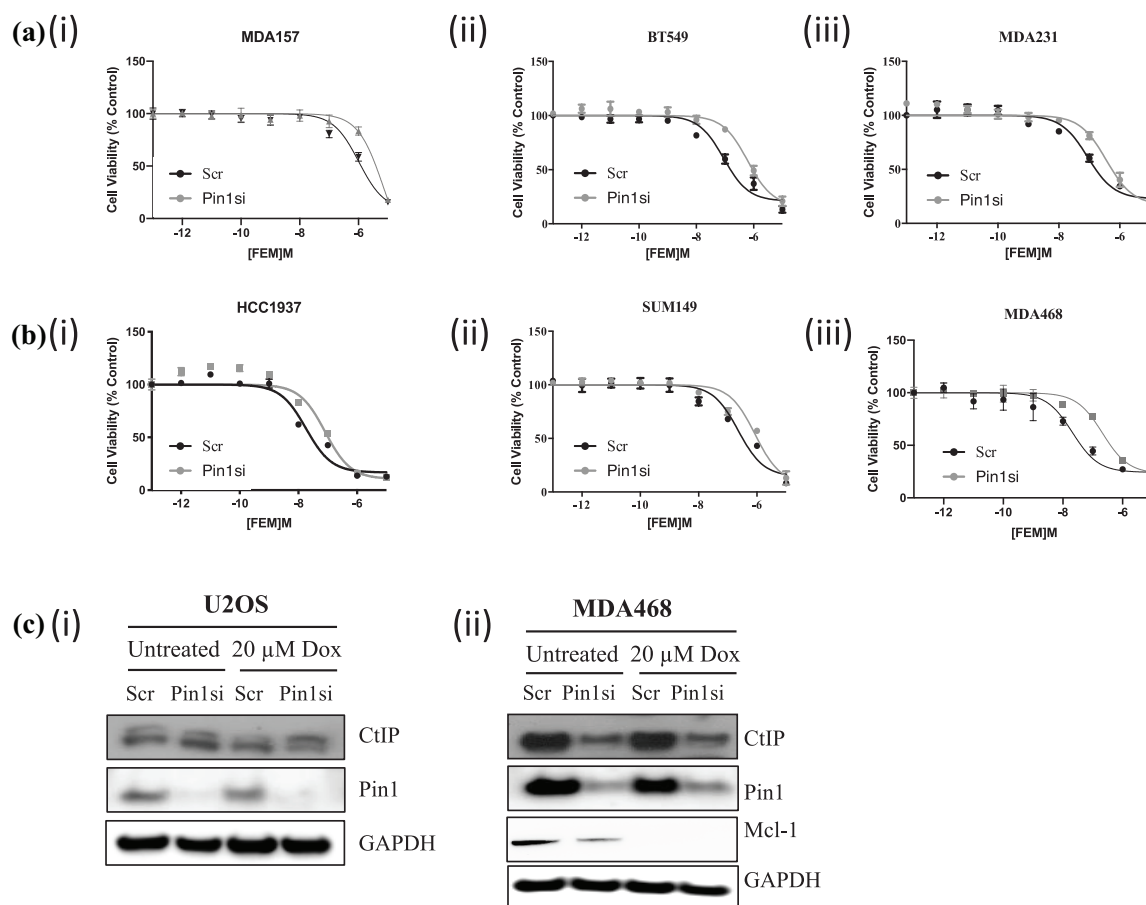 (a) (i)
MDA157
Cell Viability (% Control)
150
100
50
0
-12
-10
-8
-6
[FEM]M
Scr
Pin1si
(ii)
BT549
Cell Viability (% Control)
150
100
50
0
-12
-10
-8
-6
[FEM]M
Scr
Pin1si
(iii)
MDA231
Cell Viability (% Control)
150
100
50
0
-12
-10
-8
-6
[FEM]M
Scr
Pin1si
(b) (i)
HCC1937
Cell Viability (% Control)
150
100
50
0
-12
-10
-8
-6
[FEM]M
Scr
Pin1si
(ii)
SUM149
Cell Viability (% Control)
150
100
50
0
-12
-10
-8
-6
[FEM]M
Scr
Pin1si
(iii)
MDA468
Cell Viability (% Control)
150
100
50
0
-12
-10
-8
-6
[FEM]M
Scr
Pin1si
(c) (i)
U2OS
Untreated 20 µM Dox
Scr Pin1si Scr Pin1si
CtIP
Pin1
GAPDH
(ii)
MDA468
Untreated 20 µM Dox
Scr Pin1si Scr Pin1si
CtIP
Pin1
Mcl-1
GAPDH